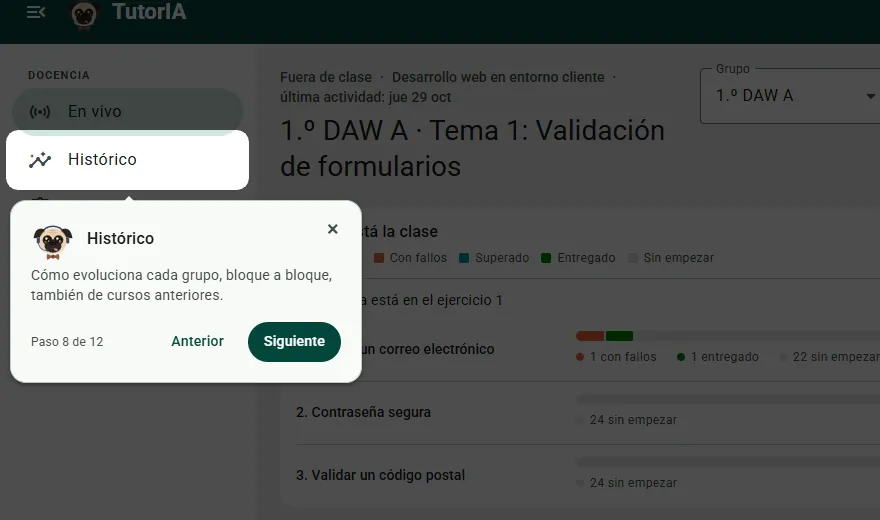 TutorIA
DOCENCIA
En vivo
Histórico
Histórico
Cómo evoluciona cada grupo, bloque a bloque,
también de cursos anteriores.
Paso 8 de 12
Anterior
Siguiente
Fuera de clase · Desarrollo web en entorno cliente ·
última actividad: jue 29 oct
1.º DAW A · Tema 1: Validación
de formularios
Grupo
1.º DAW A
está la clase
Con fallos
Superado
Entregado
Sin empezar
está en el ejercicio 1
un correo electrónico
1 con fallos
1 entregado
22 sin empezar
2. Contraseña segura
24 sin empezar
3. Validar un código postal
24 sin empezar